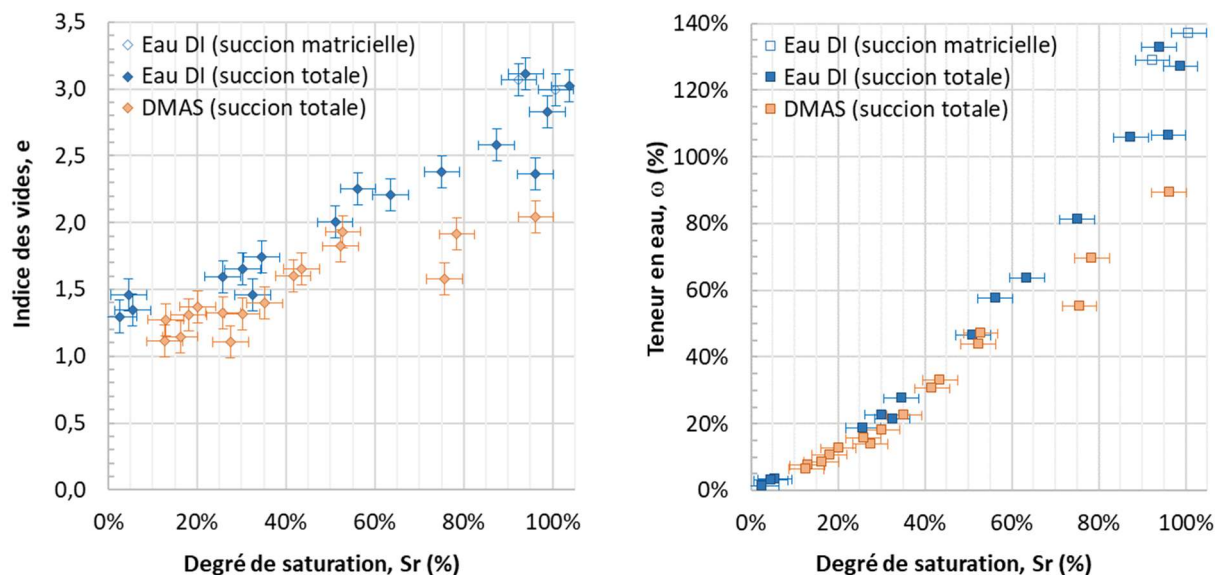 Indice des vides, e
3,5
3,0
2,5
2,0
1,5
1,0
0,5
0,0
Eau DI (succion matricielle)
Eau DI (succion totale)
DMAS (succion totale)
0% 20% 40% 60% 80% 100%
Degré de saturation, Sr (%)
Teneur en eau, ω (%)
140%
120%
100%
80%
60%
40%
20%
0%
Eau DI (succion matricielle)
Eau DI (succion totale)
DMAS (succion totale)
0% 20% 40% 60% 80% 100%
Degré de saturation, Sr (%)